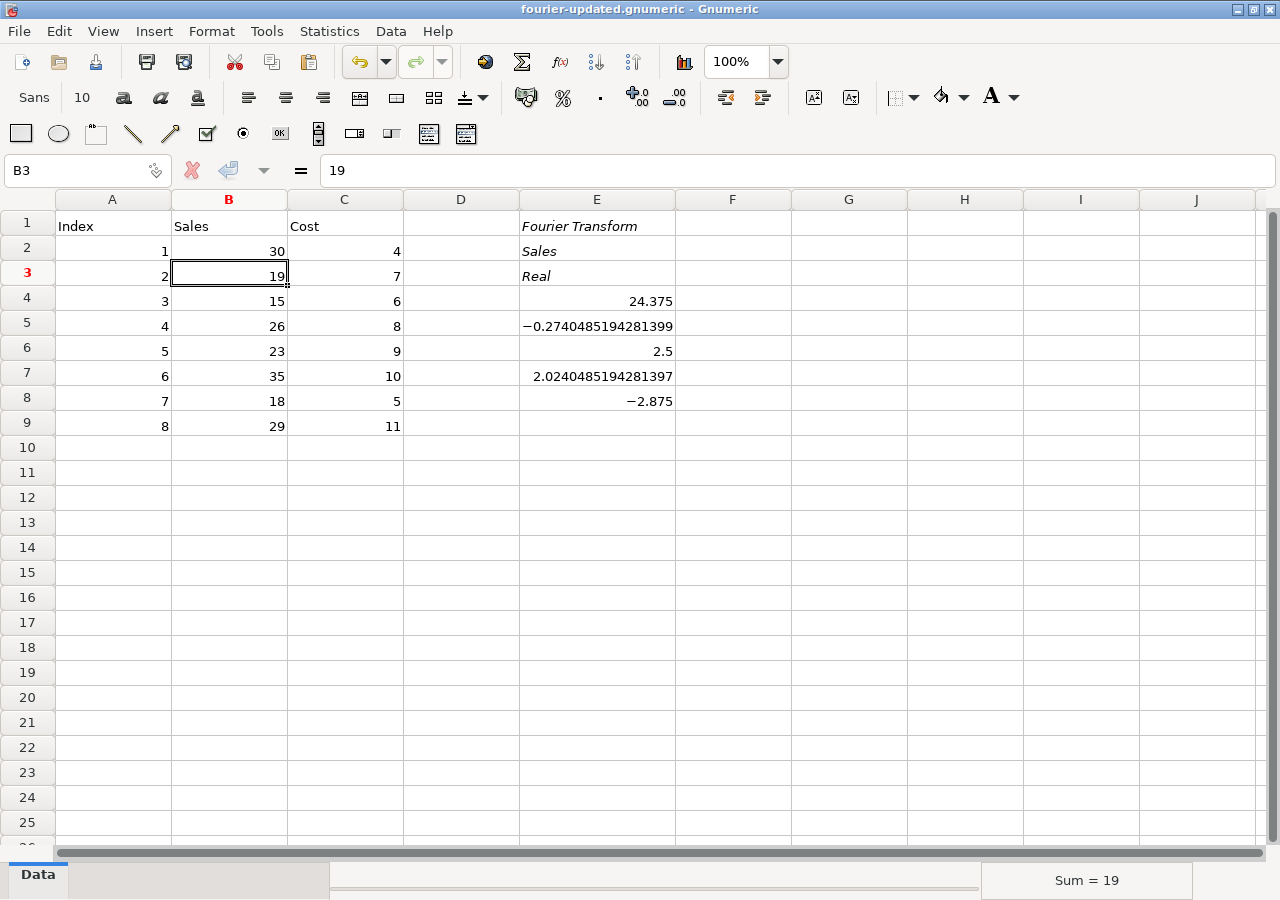 fourier-updated.gnumeric - Gnumeric
File Edit View Insert Format Tools Statistics Data Help
100%
Sans 10
B3 = 19
A B C D E F G H I J
1 Index Sales Cost Fourier Transform
2 1 30 4 Sales
3 2 19 7 Real
4 3 15 6 24.375
5 4 26 8 −0.2740485194281399
6 5 23 9 2.5
7 6 35 10 2.0240485194281397
8 7 18 5 −2.875
9 8 29 11
10
11
12
13
14
15
16
17
18
19
20
21
22
23
24
25
Data
Sum = 19